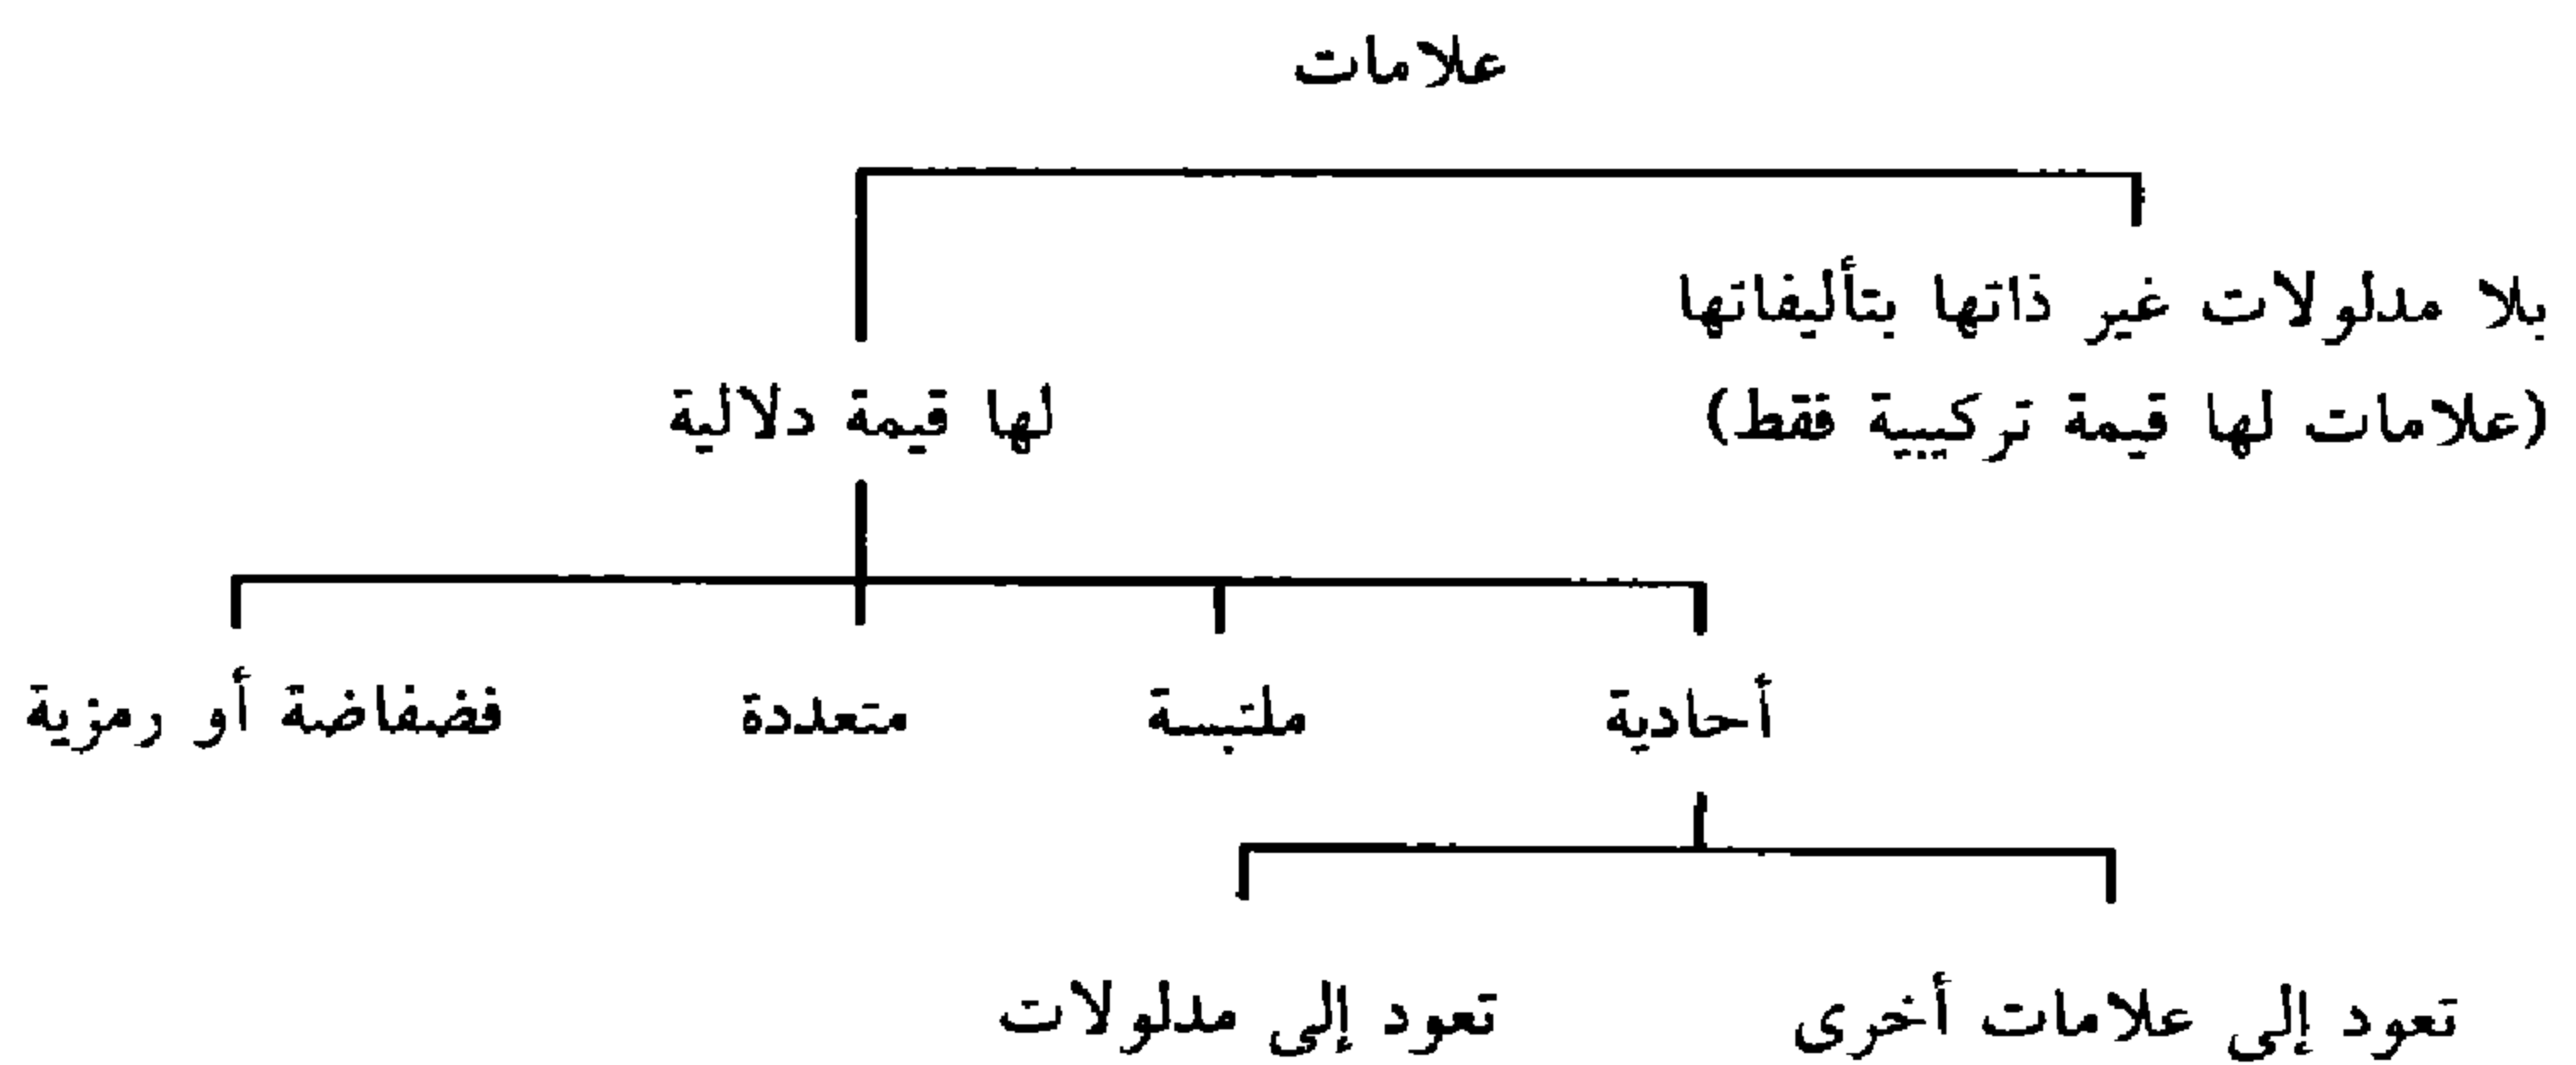 علامات
بلا مدلولات غير ذاتها بتأليفاتها
(علامات لها قيمة تركيبية فقط)
لها قيمة دلالية
أحادية
ملتبسة
متعددة
فضفاضة أو رمزية
تعود إلى علامات أخرى
تعود إلى مدلولات